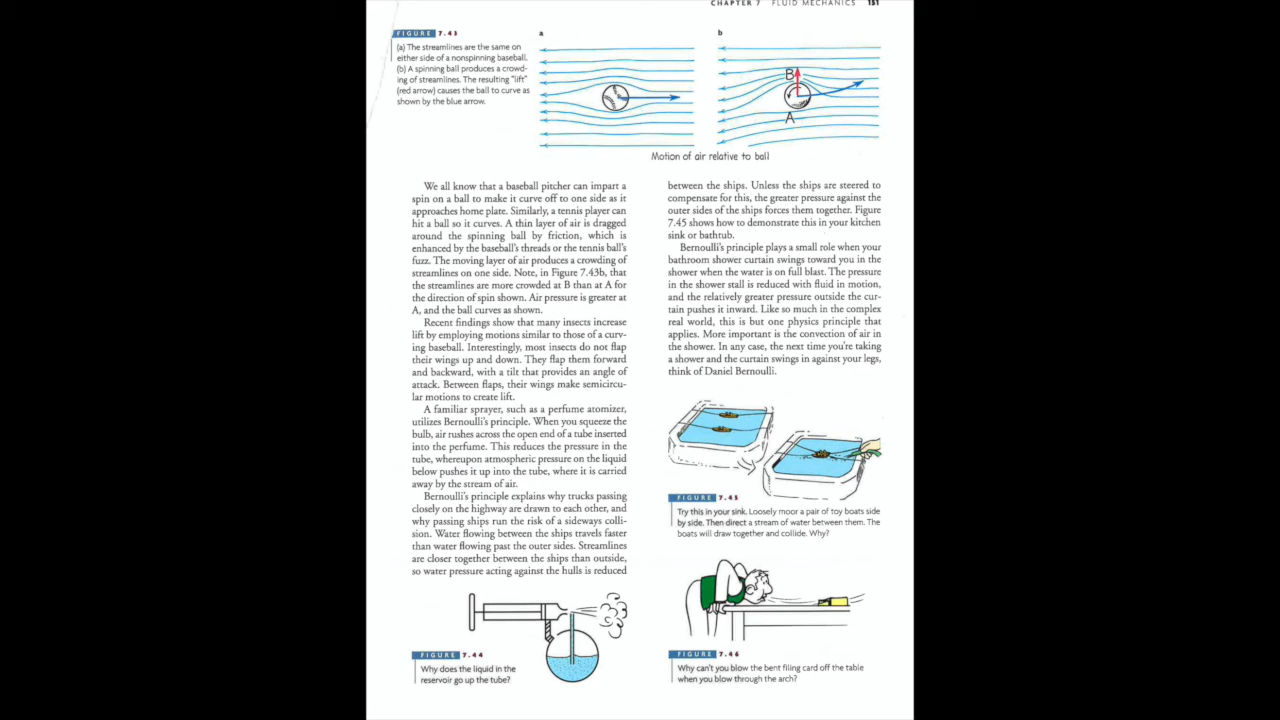 CHAPTER 7 FLUID MECHANICS 151
FIGURE 7.43
(a) The streamlines are the same on
either side of a nonspinning baseball.
(b) A spinning ball produces a crowd-
ing of streamlines. The resulting "lift"
(red arrow) causes the ball to curve as
shown by the blue arrow.
a
b
B
A
Motion of air relative to ball
We all know that a baseball pitcher can impart a
spin on a ball to make it curve off to one side as it
approaches home plate. Similarly, a tennis player can
hit a ball so it curves. A thin layer of air is dragged
around the spinning ball by friction, which is
enhanced by the baseball's threads or the tennis ball's
fuzz. The moving layer of air produces a crowding of
streamlines on one side. Note, in Figure 7.43b, that
the streamlines are more crowded at B than at A for
the direction of spin shown. Air pressure is greater at
A, and the ball curves as shown.
Recent findings show that many insects increase
lift by employing motions similar to those of a curv-
ing baseball. Interestingly, most insects do not flap
their wings up and down. They flap them forward
and backward, with a tilt that provides an angle of
attack. Between flaps, their wings make semicircu-
lar motions to create lift.
A familiar sprayer, such as a perfume atomizer,
utilizes Bernoulli's principle. When you squeeze the
bulb, air rushes across the open end of a tube inserted
into the perfume. This reduces the pressure in the
tube, whereupon atmospheric pressure on the liquid
below pushes it up into the tube, where it is carried
away by the stream of air.
Bernoulli's principle explains why trucks passing
closely on the highway are drawn to each other, and
why passing ships run the risk of a sideways colli-
sion. Water flowing between the ships travels faster
than water flowing past the outer sides. Streamlines
are closer together between the ships than outside,
so water pressure acting against the hulls is reduced
FIGURE 7.44
Why does the liquid in the
reservoir go up the tube?
between the ships. Unless the ships are steered to
compensate for this, the greater pressure against the
outer sides of the ships forces them together. Figure
7.45 shows how to demonstrate this in your kitchen
sink or bathtub.
Bernoulli's principle plays a small role when your
bathroom shower curtain swings toward you in the
shower when the water is on full blast. The pressure
in the shower stall is reduced with fluid in motion,
and the relatively greater pressure outside the cur-
tain pushes it inward. Like so much in the complex
real world, this is but one physics principle that
applies. More important is the convection of air in
the shower. In any case, the next time you're taking
a shower and the curtain swings in against your legs,
think of Daniel Bernoulli.
FIGURE 7.45
Try this in your sink. Loosely moor a pair of toy boats side
by side. Then direct a stream of water between them. The
boats will draw together and collide. Why?
FIGURE 7.46
Why can't you blow the bent filing card off the table
when you blow through the arch?